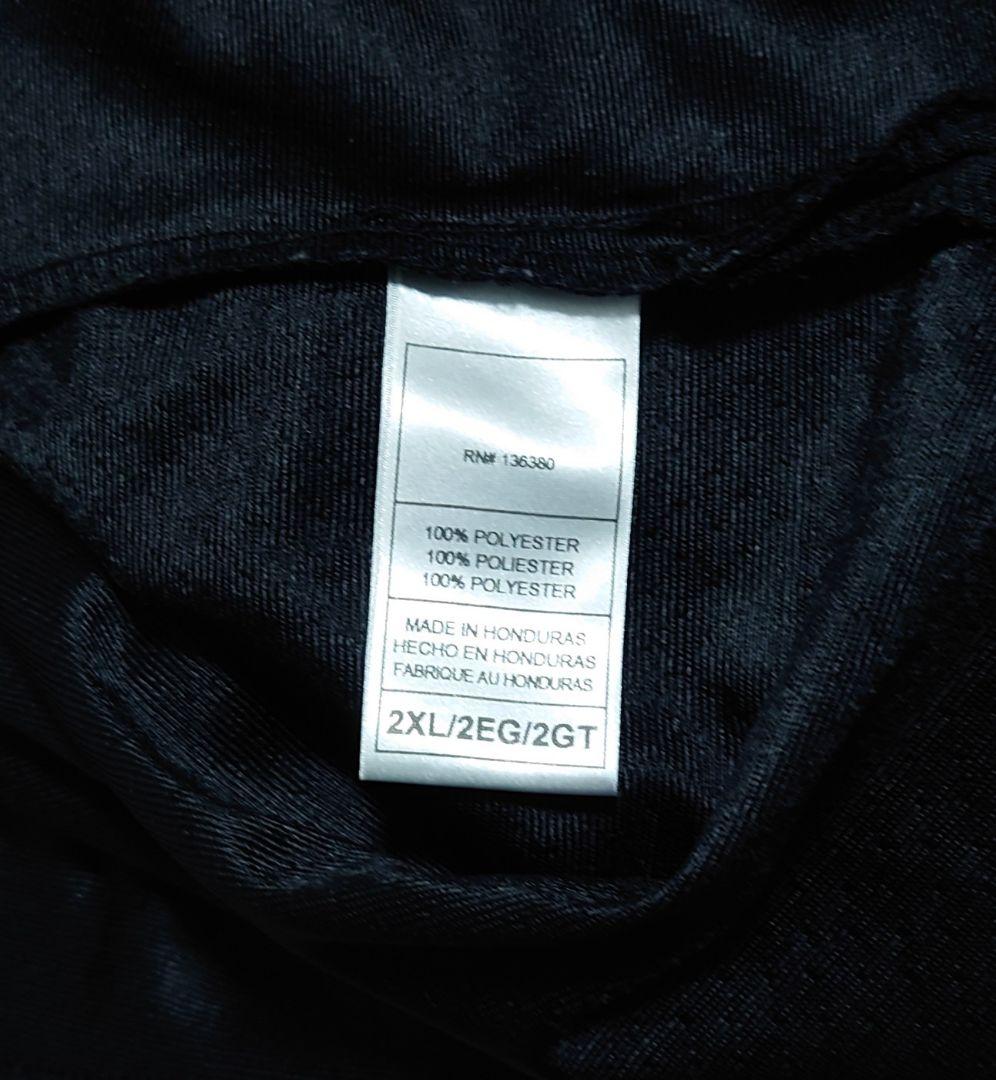 RN# 136380
100% POLYESTER
100% POLIESTER
100% POLYESTER
MADE IN HONDURAS
HECHO EN HONDURAS
FABRIQUE AU HONDURAS
2XL/2EG/2GT